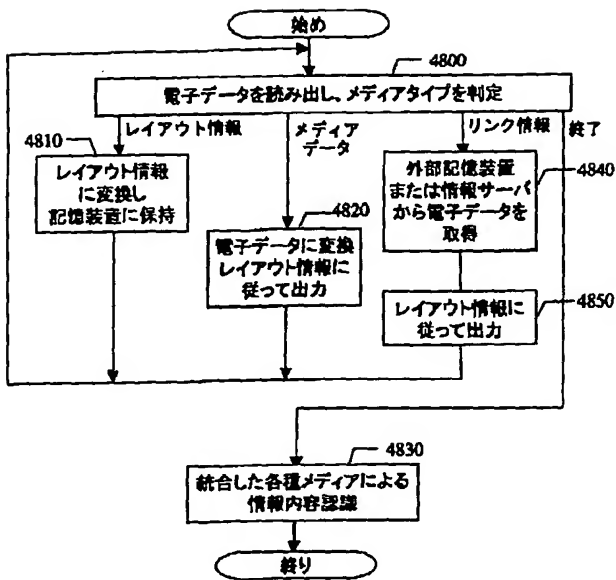 始め
4800
電子データを読み出し、メディアタイプを判定
レイアウト情報
メディア
データ
リンク情報
終了
4810
レイアウト情報
に変換し
記憶装置に保持
4820
電子データに変換
レイアウト情報に
従って出力
4840
外部記憶装置
または情報サーバ
から電子データを
取得
4850
レイアウト情報に
従って出力
4830
統合した各種メディアによる
情報内容認識
終り